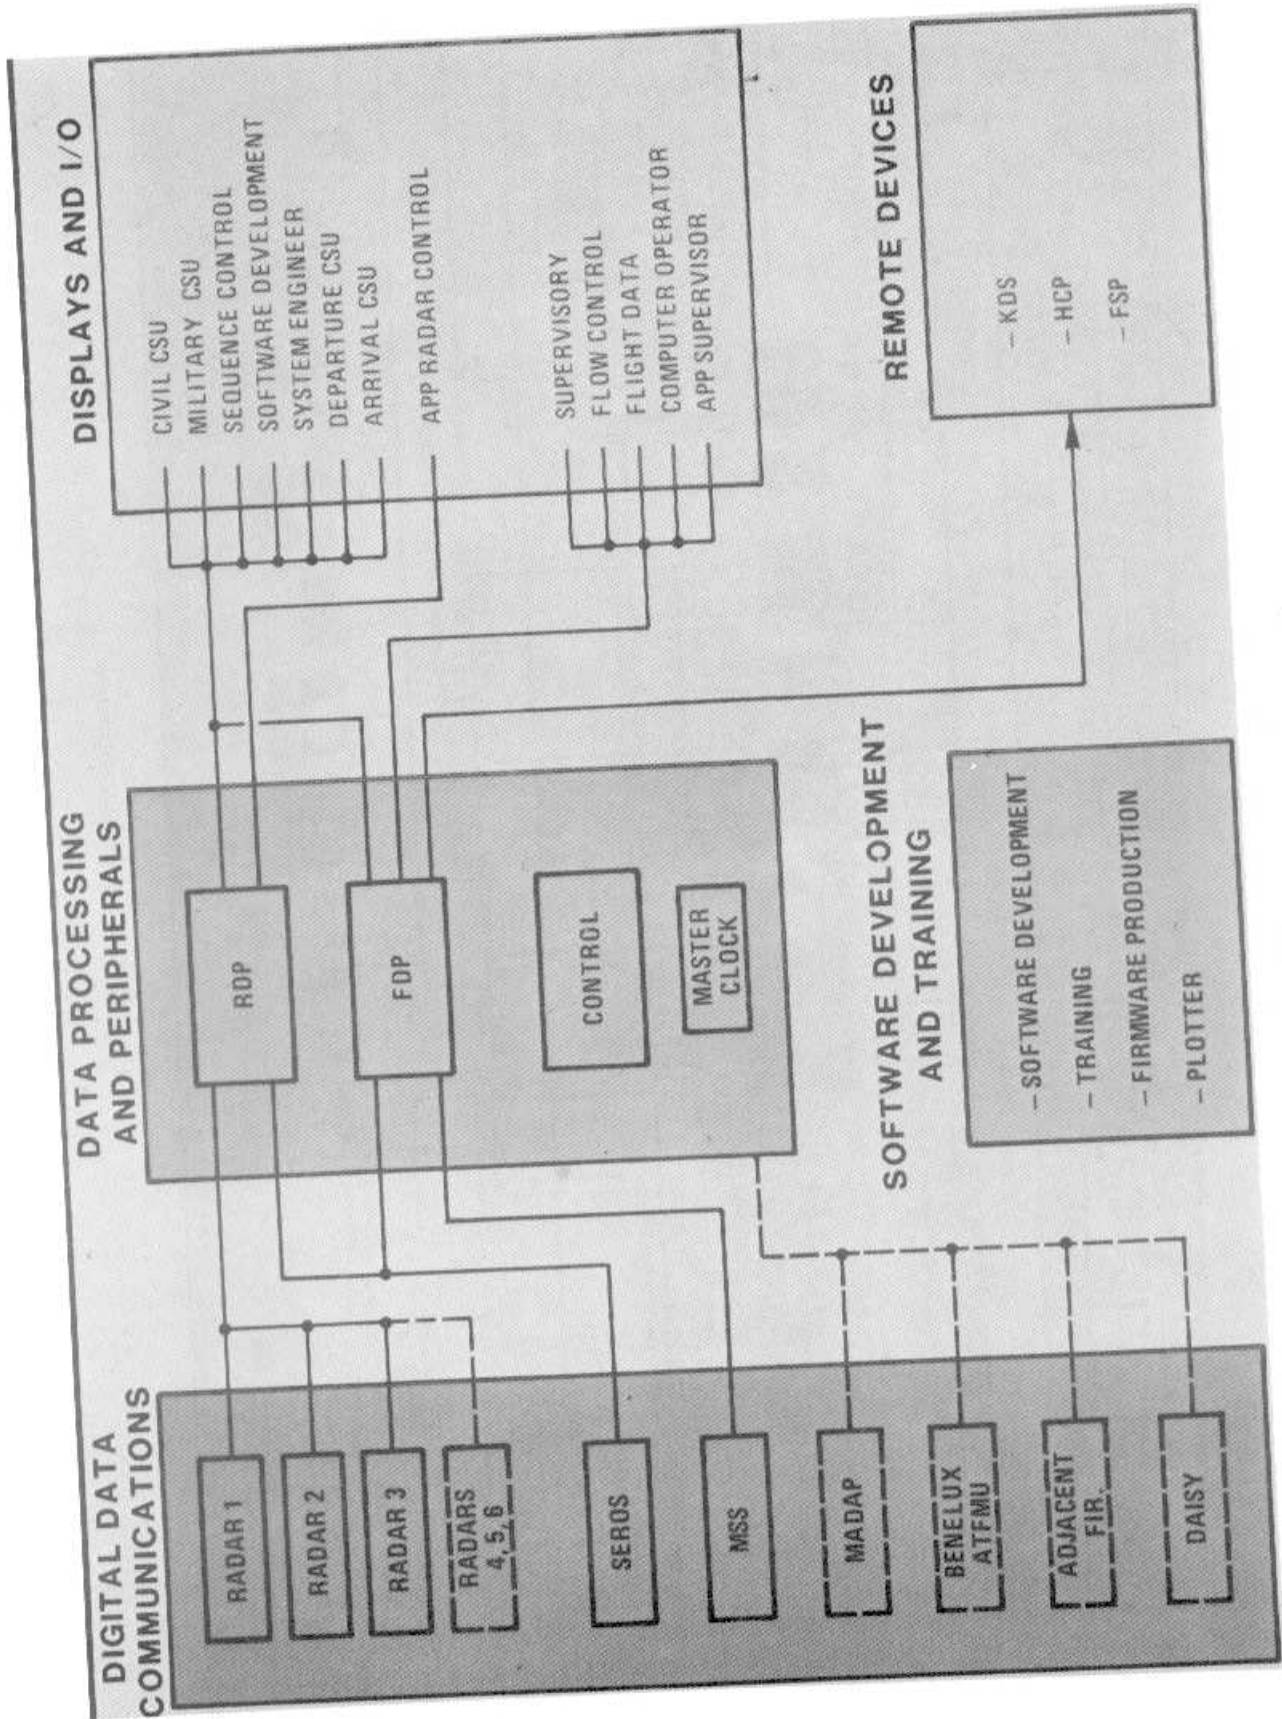 DIGITAL DATA
COMMUNICATIONS
RADAR 1
RADAR 2
RADAR 3
RADARS
4, 5, 6
SEROS
MSS
MADAP
BENELUX
ATFMU
ADJACENT
FIR.
DAISY
DATA PROCESSING
AND PERIPHERALS
RDP
FDP
CONTROL
MASTER
CLOCK
SOFTWARE DEVELOPMENT
AND TRAINING
– SOFTWARE DEVELOPMENT
– TRAINING
– FIRMWARE PRODUCTION
– PLOTTER
DISPLAYS AND I/O
CIVIL CSU
MILITARY CSU
SEQUENCE CONTROL
SOFTWARE DEVELOPMENT
SYSTEM ENGINEER
DEPARTURE CSU
ARRIVAL CSU
APP RADAR CONTROL
SUPERVISORY
FLOW CONTROL
FLIGHT DATA
COMPUTER OPERATOR
APP SUPERVISOR
REMOTE DEVICES
– KDS
– HCP
– FSP